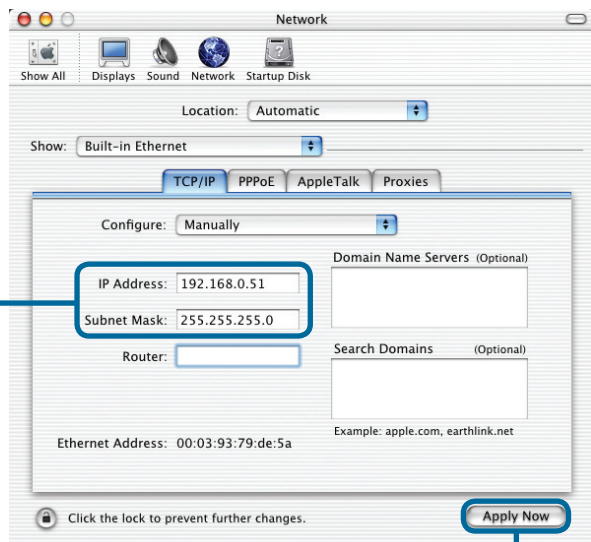 Network
Show All Displays Sound Network Startup Disk
Location: Automatic
Show: Built-in Ethernet
TCP/IP PPPoE AppleTalk Proxies
Configure: Manually
Domain Name Servers (Optional)
IP Address: 192.168.0.51
Subnet Mask: 255.255.255.0
Router:
Search Domains (Optional)
Example: apple.com, earthlink.net
Ethernet Address: 00:03:93:79:de:5a
Click the lock to prevent further changes.
Apply Now